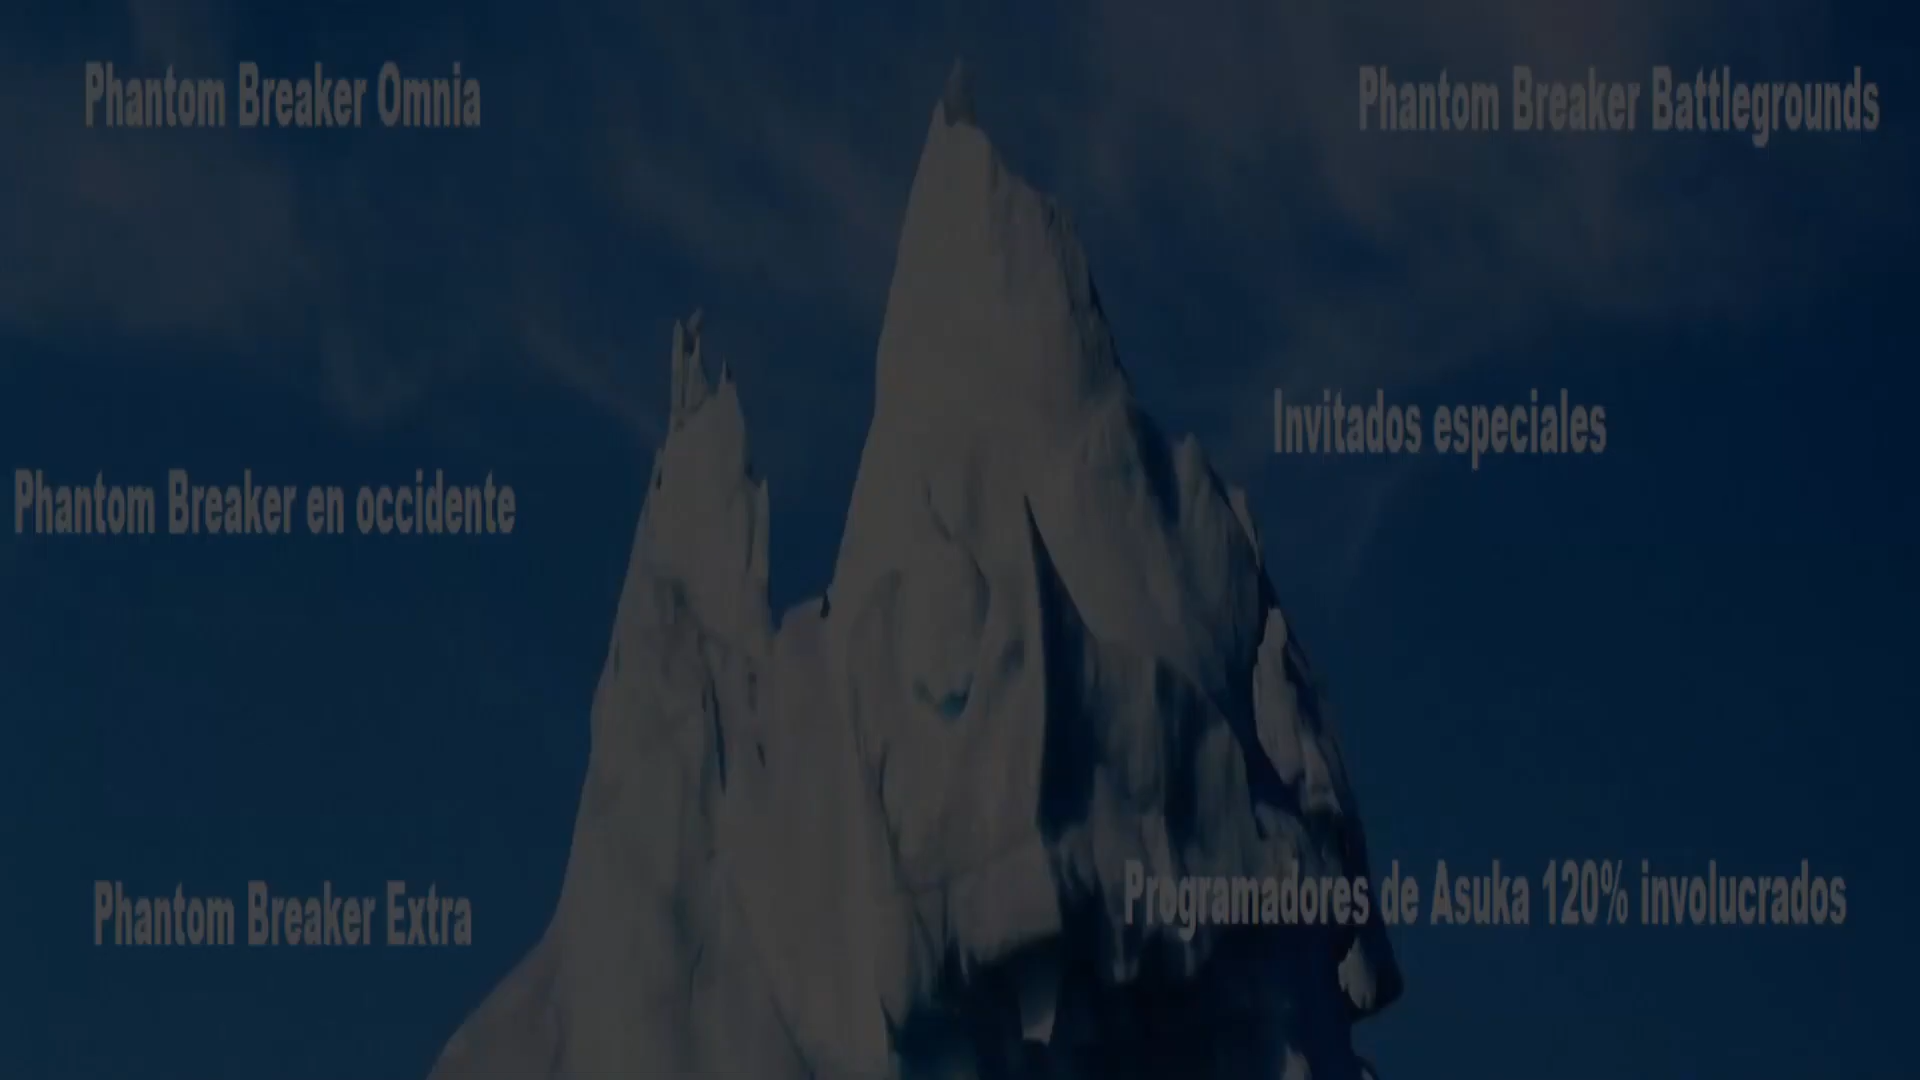 Phantom Breaker Omnia
Phantom Breaker Battlegrounds
Invitados especiales
Phantom Breaker en occidente
Programadores de Asuka 120% involucrados
Phantom Breaker Extra